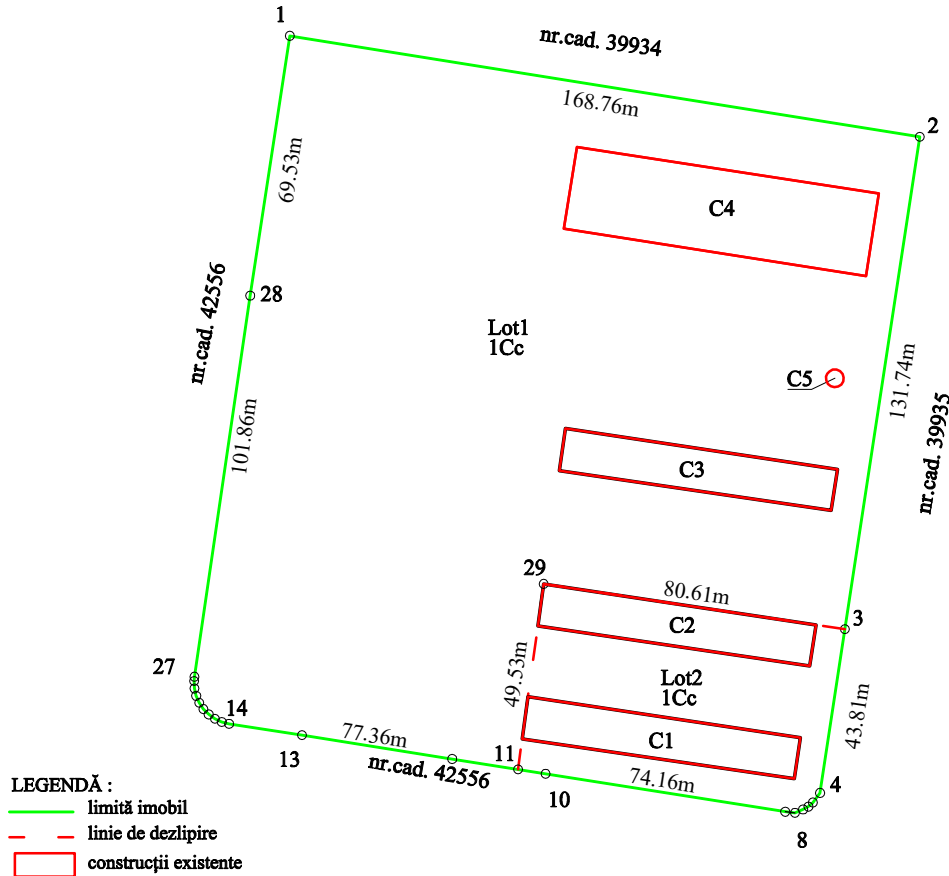 1
nr.cad. 39934
168.76m
2
69.53m
C4
nr.cad. 42556
28
Lot1
1Cc
C5
131.74m
nr.cad. 39935
101.86m
C3
29
80.61m
3
C2
27
49.53m
Lot2
1Cc
43.81m
14
C1
77.36m
13
11
nr.cad. 42556
10
74.16m
4
8
LEGENDĂ :
limită imobil
linie de dezlipire
construcții existente